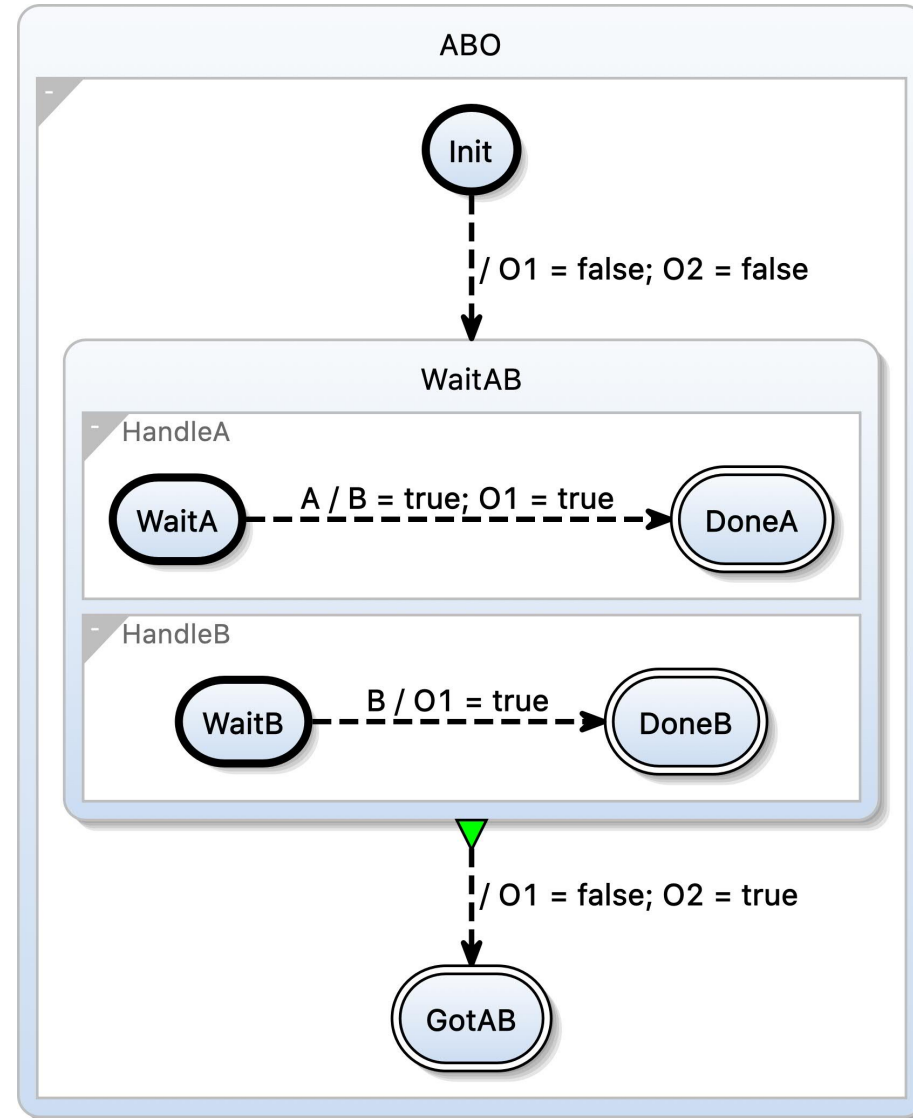 ABO
-
Init
/ O1 = false; O2 = false
WaitAB
- HandleA
WaitA
A / B = true; O1 = true
DoneA
- HandleB
WaitB
B / O1 = true
DoneB
/ O1 = false; O2 = true
GotAB